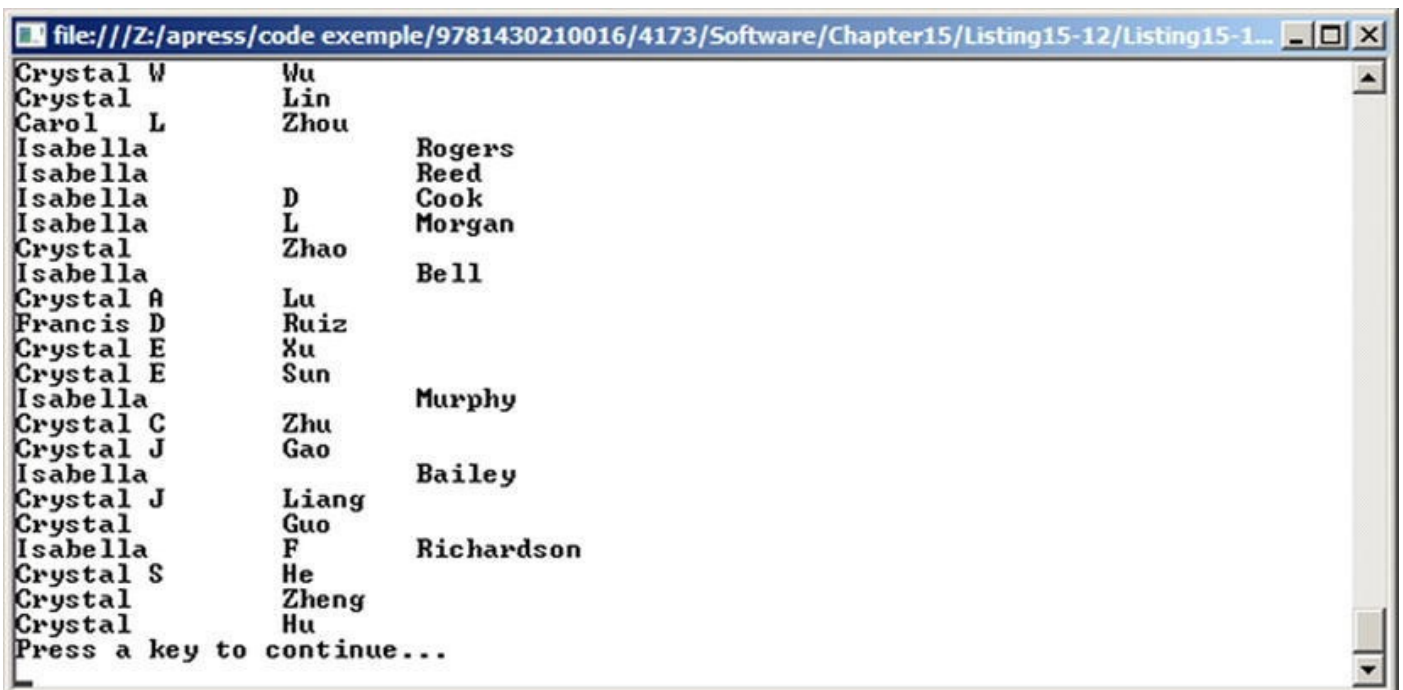 file:///Z:/apress/code exemple/9781430210016/4173/Software/Chapter15/Listing15-12/Listing15-1...
Crystal W Wu
Crystal Lin
Carol L Zhou
Isabella Rogers
Isabella Reed
Isabella D Cook
Isabella L Morgan
Crystal Zhao
Isabella Bell
Crystal A Lu
Francis D Ruiz
Crystal E Xu
Crystal E Sun
Isabella Murphy
Crystal C Zhu
Crystal J Gao
Isabella Bailey
Crystal J Liang
Crystal Guo
Isabella F Richardson
Crystal S He
Crystal Zheng
Crystal Hu
Press a key to continue...